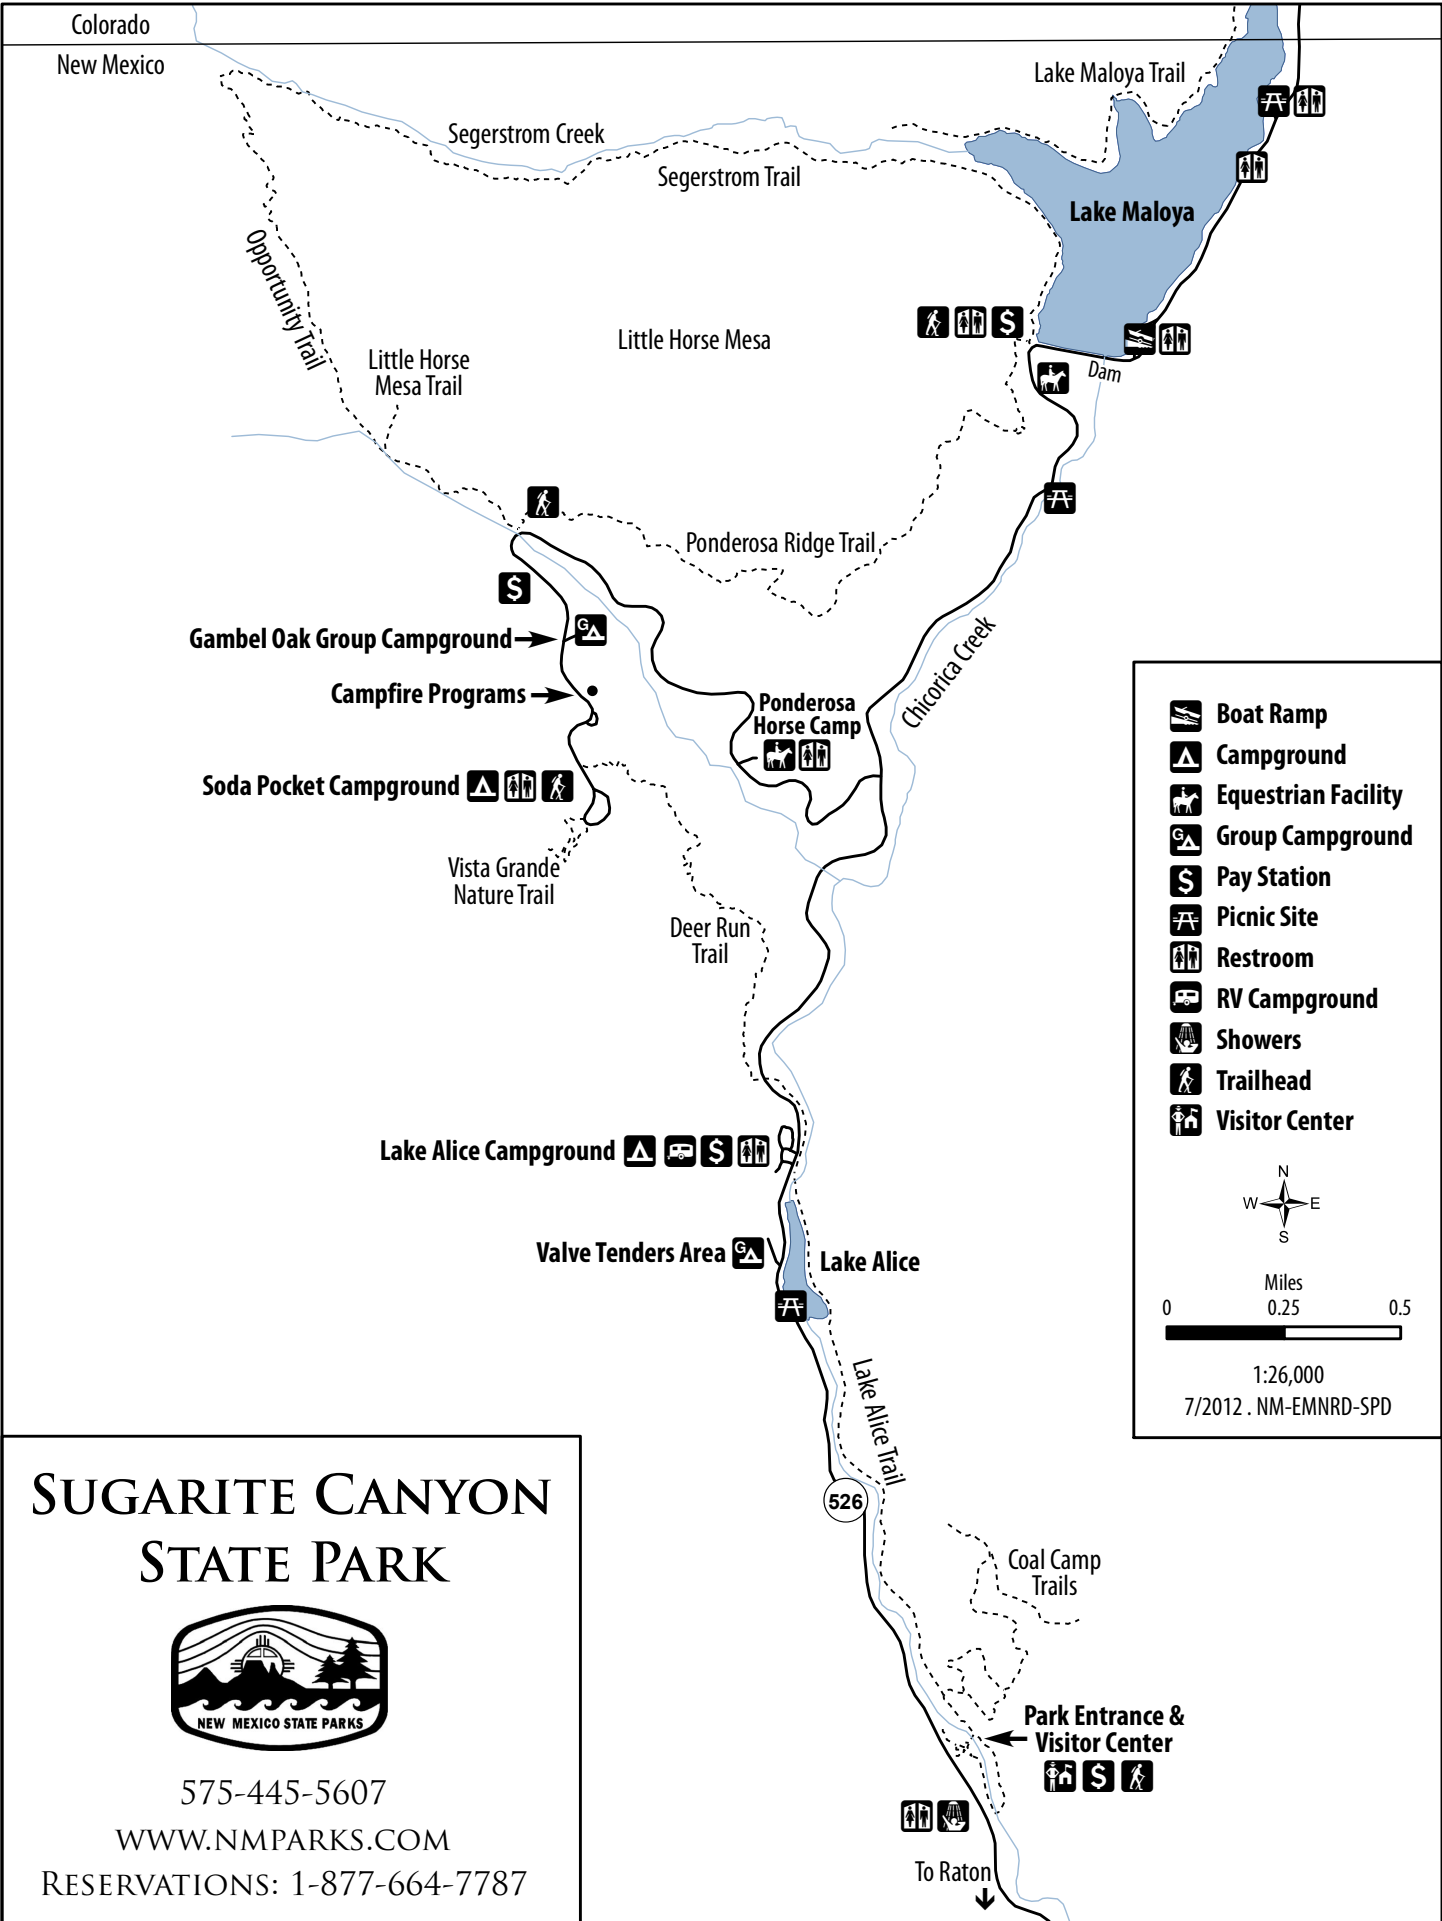 Colorado
New Mexico
Lake Maloya Trail
Segerstrom Creek
Segerstrom Trail
Lake Maloya
Opportunity Trail
Little Horse Mesa
Little Horse
Mesa Trail
Dam
Ponderosa Ridge Trail
Gambel Oak Group Campground
G
Chicorica Creek
Campfire Programs
Ponderosa
Horse Camp
Soda Pocket Campground
Vista Grande
Nature Trail
Deer Run
Trail
Lake Alice Campground
$
Valve Tenders Area
G
Lake Alice
Lake Alice Trail
526
Coal Camp
Trails
Park Entrance &
Visitor Center
$
To Raton
$
$
Boat Ramp
Campground
Equestrian Facility
G
Group Campground
$
Pay Station
Picnic Site
Restroom
RV Campground
Showers
Trailhead
Visitor Center
N
W E
S
Miles
0 0.25 0.5
1:26,000
7/2012 . NM-EMNRD-SPD
Sugarite Canyon
State Park
NEW MEXICO STATE PARKS
575-445-5607
www.nmparks.com
Reservations: 1-877-664-7787